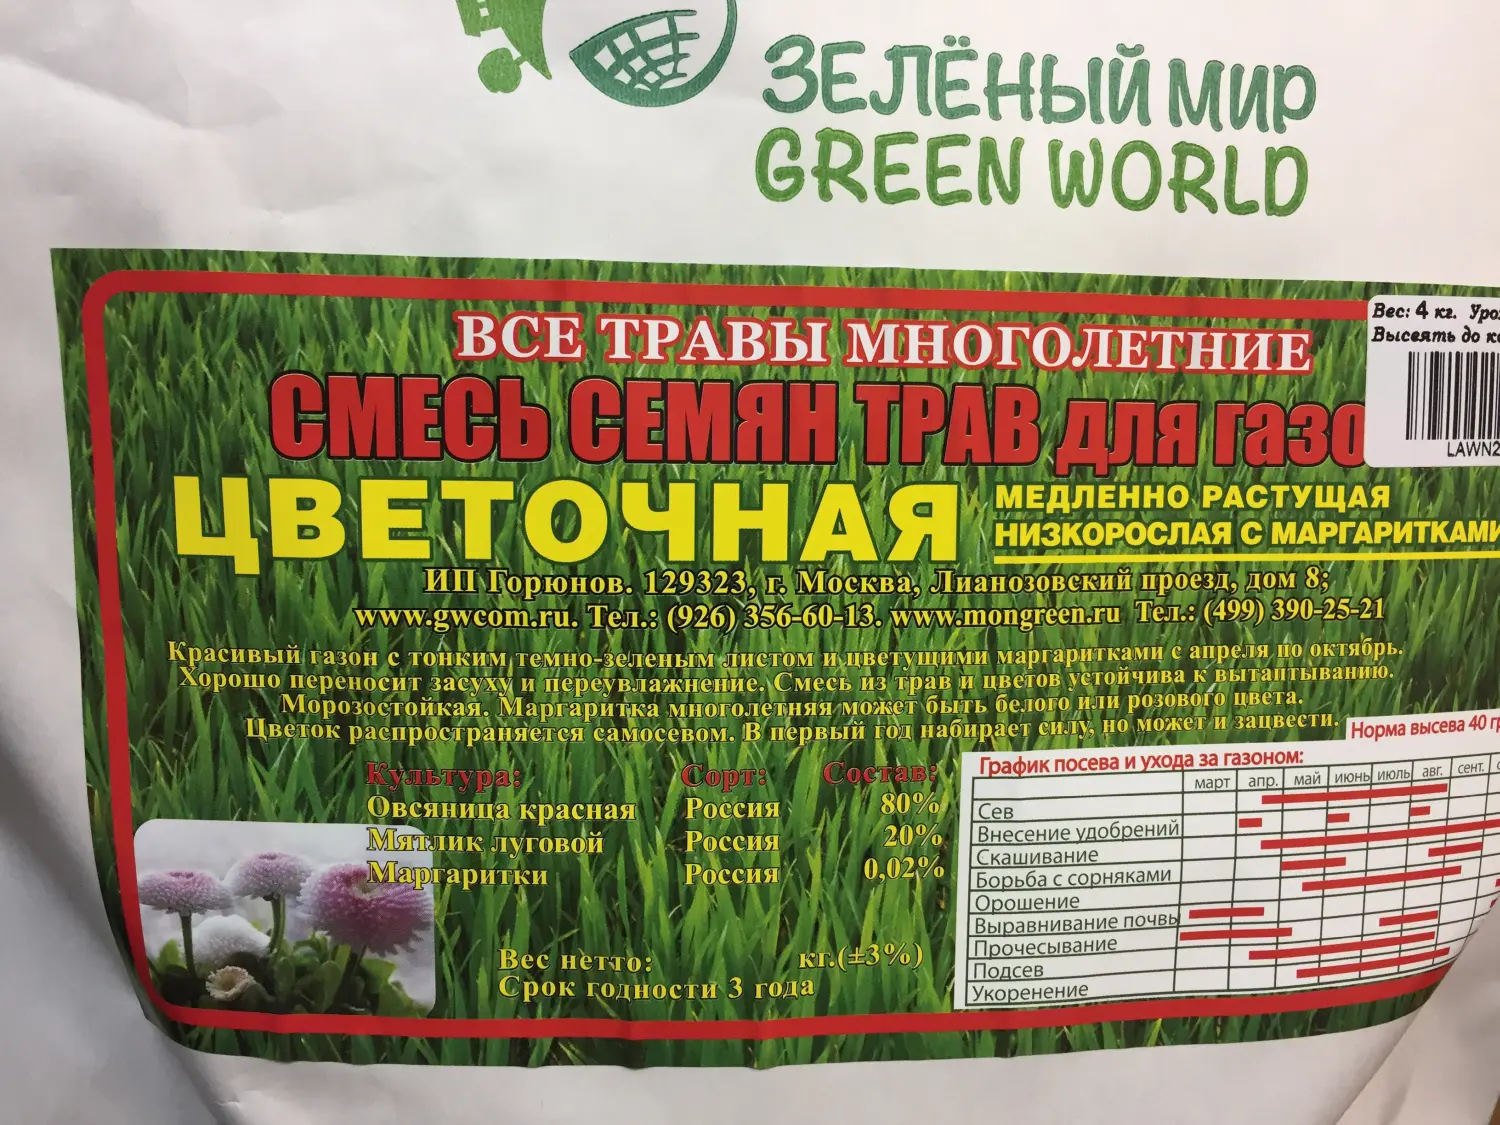 ЗЕЛЁНЫЙ МИР
GREEN WORLD
Вес: 4 кг.
Высеять до
LAWN2
ВСЕ ТРАВЫ МНОГОЛЕТНИЕ
СМЕСЬ СЕМЯН ТРАВ для
ЦВЕТОЧНАЯ
МЕДЛЕННО РАСТУЩАЯ
НИЗКОРОСЛАЯ С МАРГАРИТКАМИ
ИП Горюнов. 129323, г. Москва, Лианозовский проезд, дом 8;
www.gwcom.ru. Тел.: (926) 356-60-13. www.mongreen.ru Тел.: (499) 390-25-21
Красивый газон с тонким темно-зеленым листом и цветущими маргаритками с апреля по октябрь.
Хорошо переносит засуху и переувлажнение. Смесь из трав и цветов устойчива к вытаптыванию.
Морозостойкая. Маргаритка многолетняя может быть белого или розового цвета.
Цветок распространяется самосевом. В первый год набирает силу, но может и зацвести.
Норма высева 40
Культура: Сорт: Состав:
Овсяница красная Россия 80%
Мятлик луговой Россия 20%
Маргаритки Россия 0,02%
Вес нетто: кг.(±3%)
Срок годности 3 года
График посева и ухода за газоном:
март апр. май июнь июль авг. сент.
Сев
Внесение удобрений
Скашивание
Борьба с сорняками
Орошение
Выравнивание почвы
Прочесывание
Подсев
Укоренение